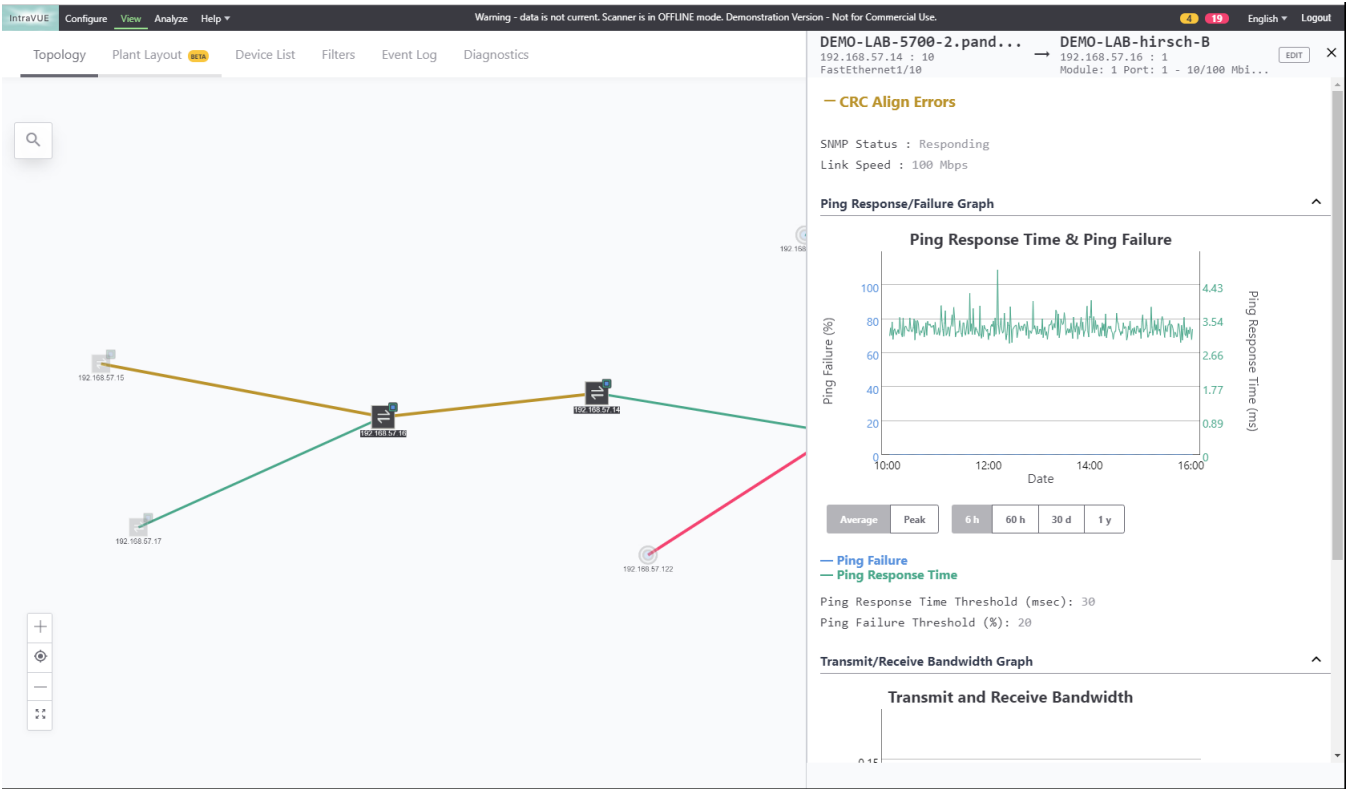 IntraVUE Configure View Analyze Help Warning - data is not current. Scanner is in OFFLINE mode. Demonstration Version - Not for Commercial Use. 4 19 English Logout
Topology Plant Layout BETA Device List Filters Event Log Diagnostics
192.168
192.168.57.15
192.168.57.14
192.168.57.16
192.168.57.17
192.168.57.122
DEMO-LAB-5700-2.pand... → DEMO-LAB-hirsch-B
192.168.57.14 : 10 192.168.57.16 : 1 EDIT
FastEthernet1/10 Module: 1 Port: 1 - 10/100 Mbi...
CRC Align Errors
SNMP Status : Responding
Link Speed : 100 Mbps
Ping Response/Failure Graph
Ping Response Time & Ping Failure
100 4.43
80 3.54
60 2.66
40 1.77
20 0.89
0 0
Ping Failure (%)
Ping Response Time (ms)
10:00 12:00 14:00 16:00
Date
Average Peak 6 h 60 h 30 d 1 y
Ping Failure
Ping Response Time
Ping Response Time Threshold (msec): 30
Ping Failure Threshold (%): 20
Transmit/Receive Bandwidth Graph
Transmit and Receive Bandwidth
0.15